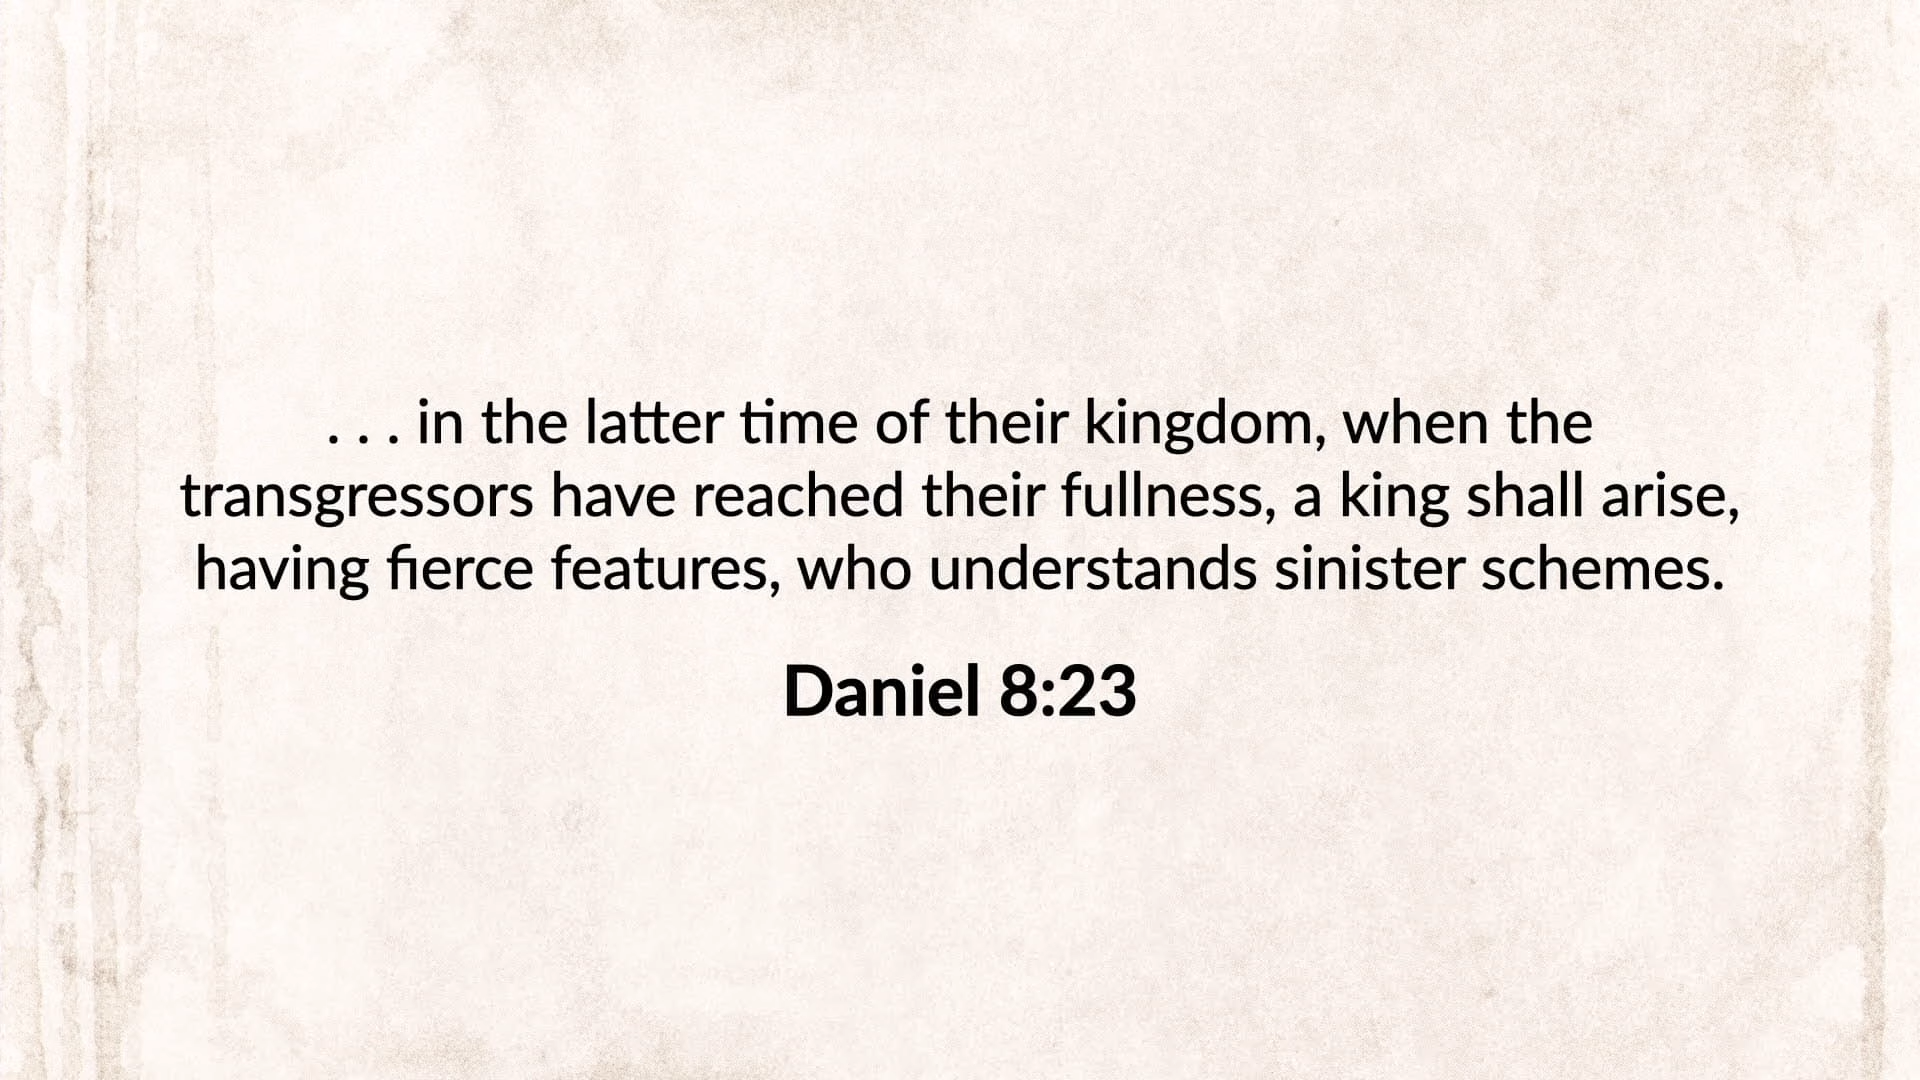 . . . in the latter time of their kingdom, when the
transgressors have reached their fullness, a king shall arise,
having fierce features, who understands sinister schemes.
Daniel 8:23